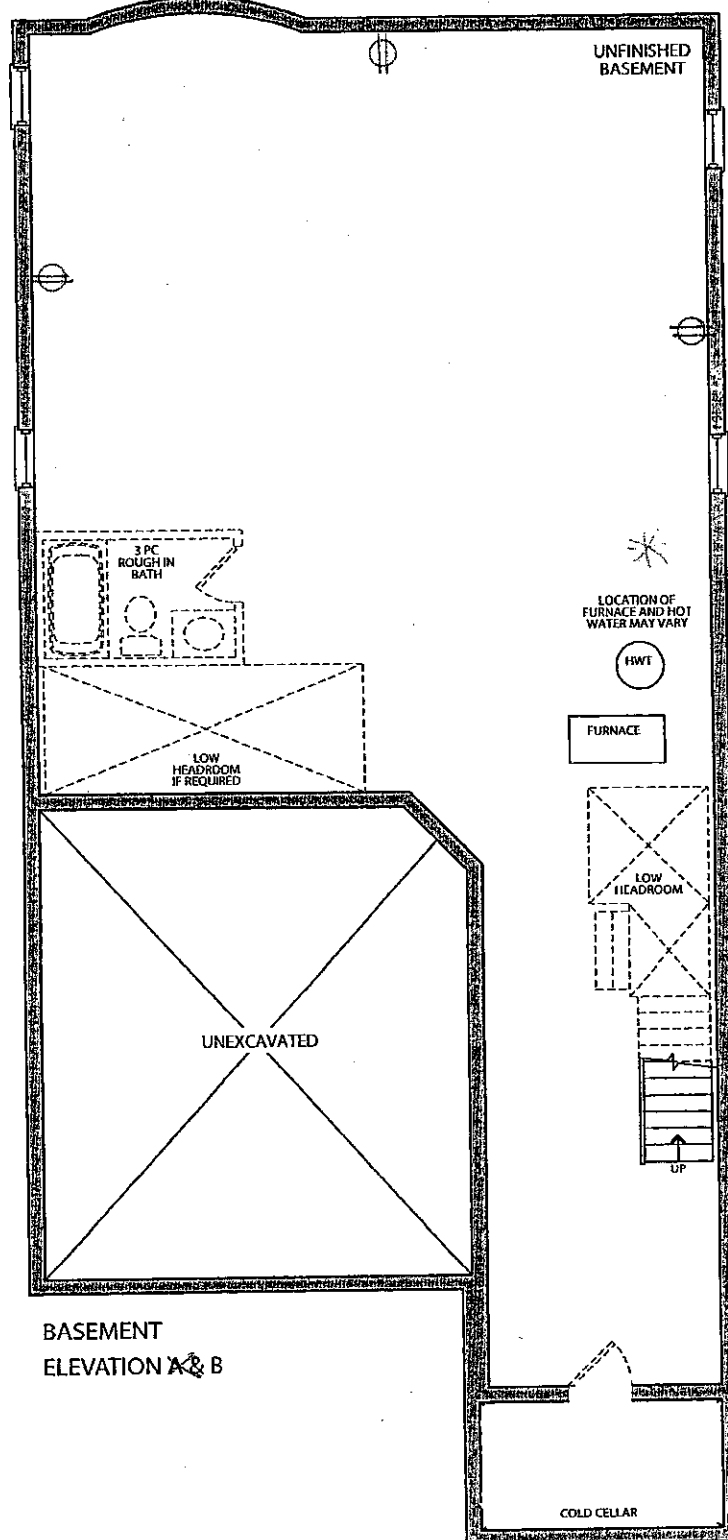 UNFINISHED
BASEMENT
3 PC
ROUGH IN
BATH
LOCATION OF
FURNACE AND HOT
WATER MAY VARY
HWT
FURNACE
LOW
HEADROOM
IF REQUIRED
LOW
HEADROOM
UNEXCAVATED
UP
BASEMENT
ELEVATION A & B
COLD CELLAR